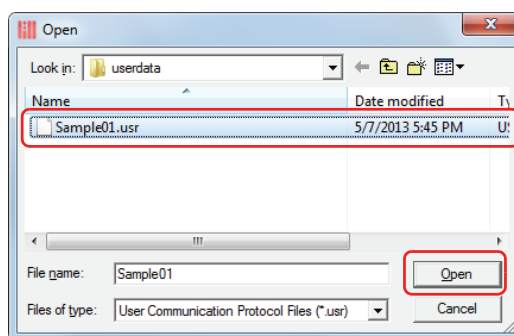 Open
Look in: userdata
Name Date modified Ty
Sample01.usr 5/7/2013 5:45 PM U
File name: Sample01 Open
Files of type: User Communication Protocol Files (*.usr) Cancel